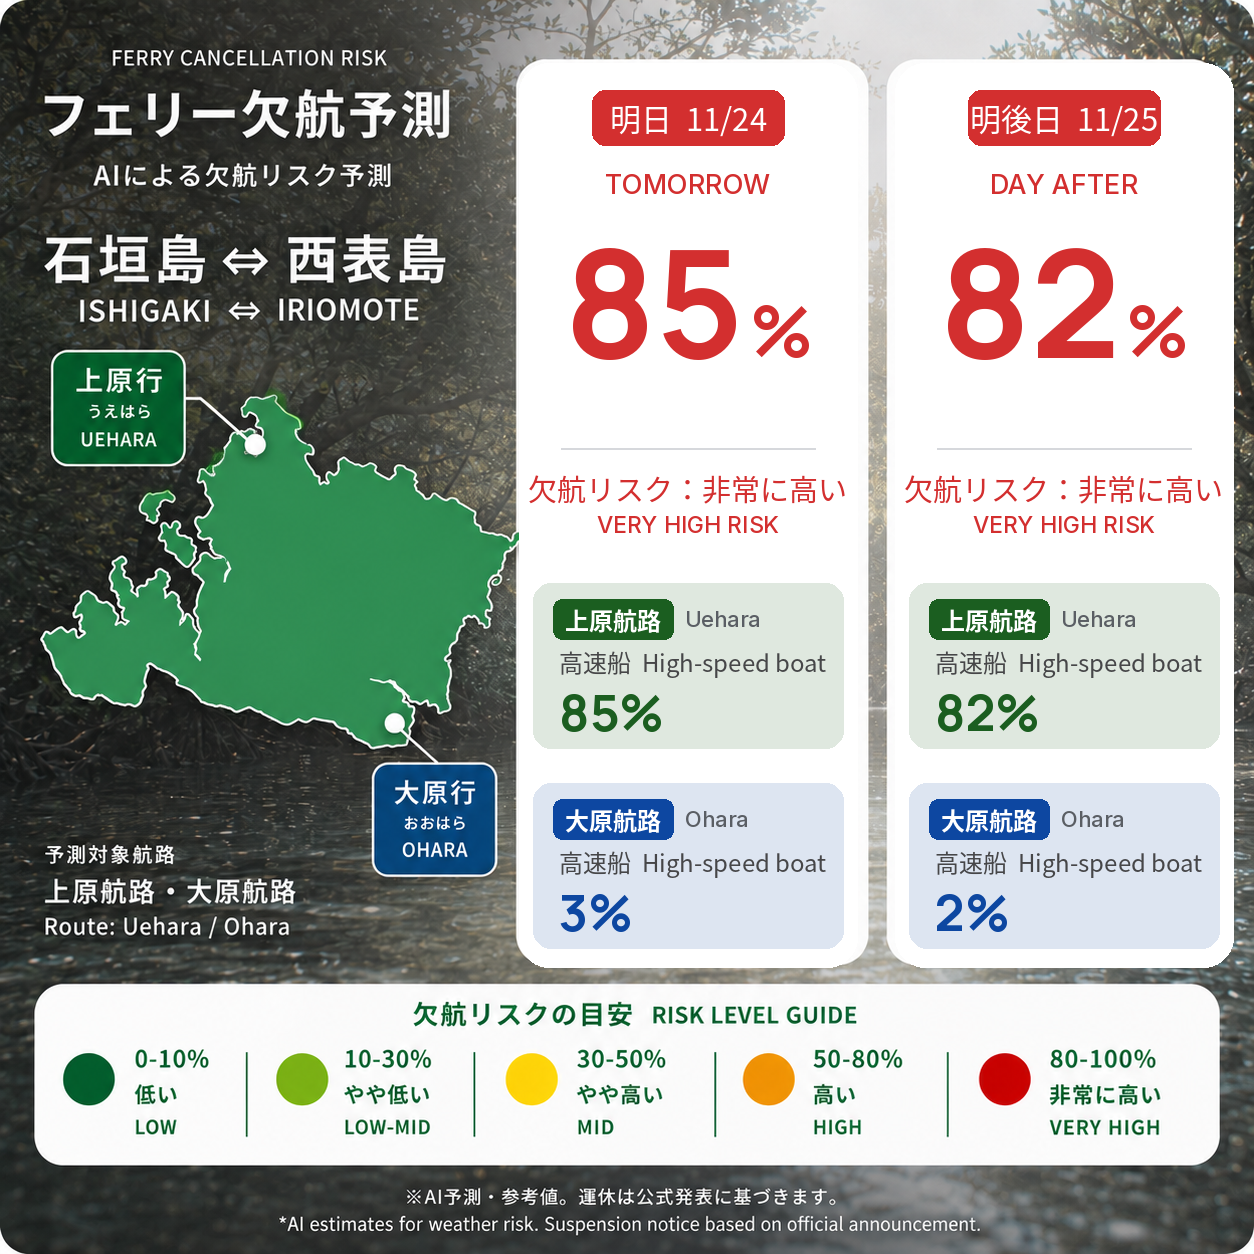 FERRY CANCELLATION RISK
フェリー欠航予測
AIによる欠航リスク予測
石垣島 ⇔ 西表島
ISHIGAKI ⇔ IRIOMOTE
上原行
うえはら
UEHARA
大原行
おおはら
OHARA
予測対象航路
上原航路・大原航路
Route: Uehara / Ohara
明日 11/24
TOMORROW
85%
欠航リスク：非常に高い
VERY HIGH RISK
上原航路 Uehara
高速船 High-speed boat
85%
大原航路 Ohara
高速船 High-speed boat
3%
明後日 11/25
DAY AFTER
82%
欠航リスク：非常に高い
VERY HIGH RISK
上原航路 Uehara
高速船 High-speed boat
82%
大原航路 Ohara
高速船 High-speed boat
2%
欠航リスクの目安 RISK LEVEL GUIDE
0-10%
低い
LOW
10-30%
やや低い
LOW-MID
30-50%
やや高い
MID
50-80%
高い
HIGH
80-100%
非常に高い
VERY HIGH
※AI予測・参考値。運休は公式発表に基づきます。
*AI estimates for weather risk. Suspension notice based on official announcement.